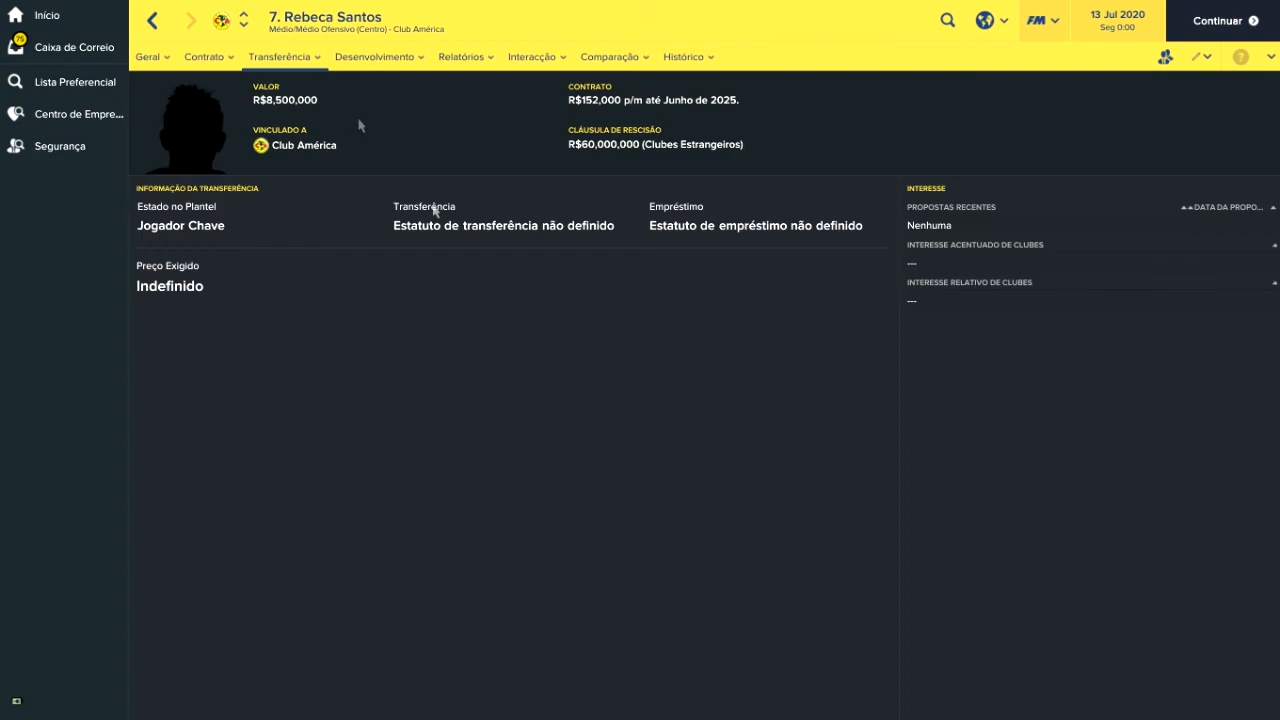 Início
Caixa de Correio
75
Lista Preferencial
Centro de Empre...
Segurança
7. Rebeca Santos
Médio/Médio Ofensivo (Centro) - Club América
FM
13 Jul 2020
Seg 0:00
Continuar
Geral
Contrato
Transferência
Desenvolvimento
Relatórios
Interacção
Comparação
Histórico
?
VALOR
R$8,500,000
VINCULADO A
Club América
CONTRATO
R$152,000 p/m até Junho de 2025.
CLÁUSULA DE RESCISÃO
R$60,000,000 (Clubes Estrangeiros)
INFORMAÇÃO DA TRANSFERÊNCIA
Estado no Plantel
Jogador Chave
Transferência
Estatuto de transferência não definido
Empréstimo
Estatuto de empréstimo não definido
Preço Exigido
Indefinido
INTERESSE
PROPOSTAS RECENTES
DATA DA PROPO...
Nenhuma
INTERESSE ACENTUADO DE CLUBES
---
INTERESSE RELATIVO DE CLUBES
---